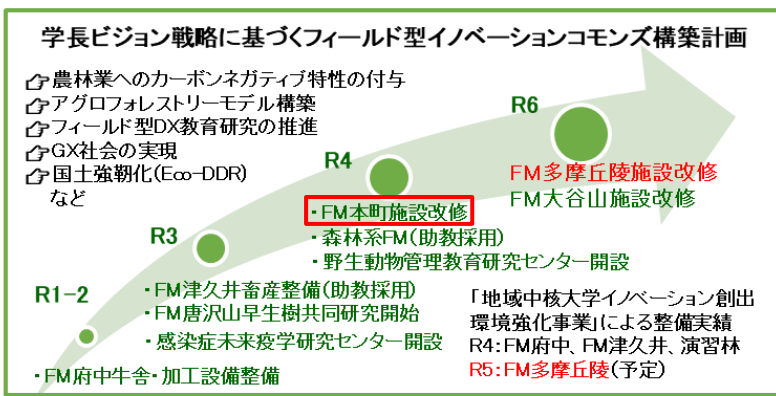 学長ビジョン戦略に基づくフィールド型イノベーションコモンズ構築計画
農林業へのカーボンネガティブ特性の付与
アグロフォレストリーモデル構築
フィールド型DX教育研究の推進
GX社会の実現
国土強靭化(Eco-DDR)
など
R6
FM多摩丘陵施設改修
FM大谷山施設改修
R4
・FM本町施設改修
・森林系FM(助教採用)
・野生動物管理教育研究センター開設
R3
・FM津久井畜産整備(助教採用)
・FM唐沢山早生樹共同研究開始
・感染症未来疫学研究センター開設
R1-2
・FM府中牛舎・加工設備整備
「地域中核大学イノベーション創出
環境強化事業」による整備実績
R4:FM府中、FM津久井、演習林
R5:FM多摩丘陵(予定)